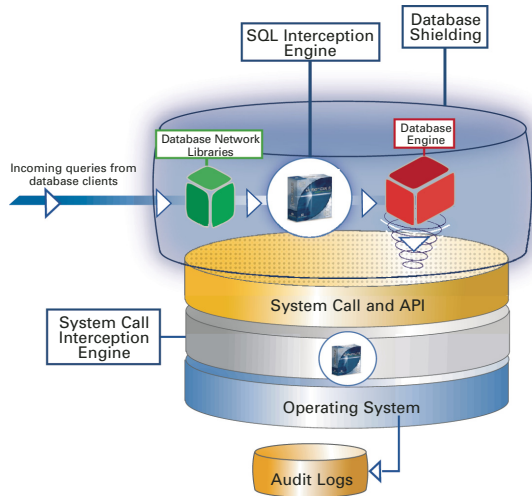 SQL Interception
Engine
Database
Shielding
Database Network
Libraries
Database
Engine
Incoming queries from
database clients
System Call and API
System Call
Interception
Engine
Operating System
Audit Logs